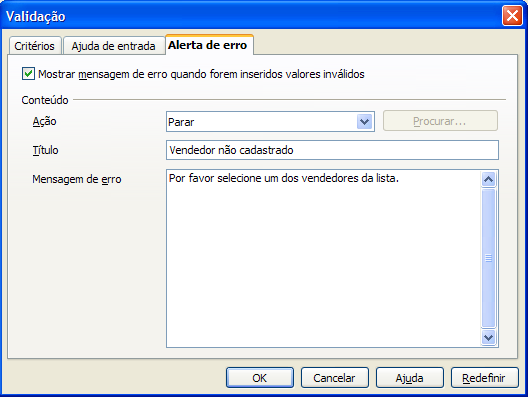 Validação
Critérios Ajuda de entrada Alerta de erro
Mostrar mensagem de erro quando forem inseridos valores inválidos
Conteúdo
Ação Parar Procurar...
Título Vendedor não cadastrado
Mensagem de erro Por favor selecione um dos vendedores da lista.
OK Cancelar Ajuda Redefinir